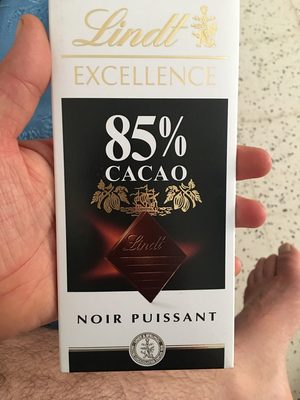 Lindt
EXCELLENCE
85%
CACAO
Lindt
NOIR PUISSANT